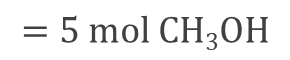 = 5 mol CH₃OH